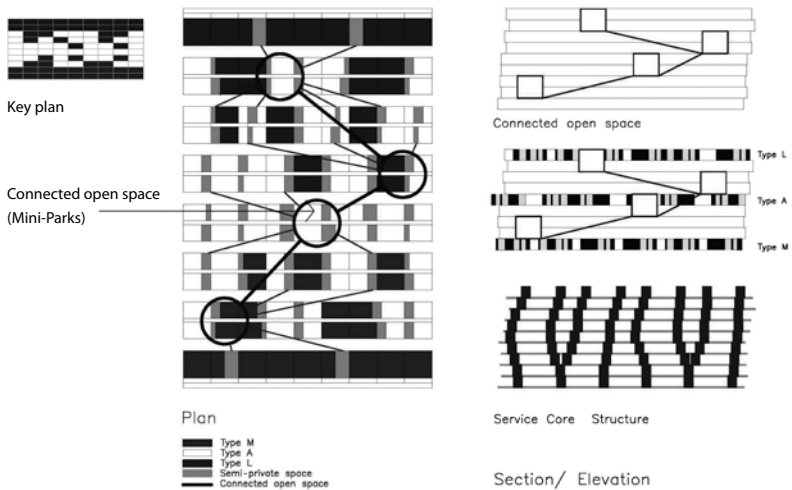 Key plan
Connected open space
(Mini-Parks)
Plan
Type M
Type A
Type L
Semi-private space
Connected open space
Connected open space
Type L
Type A
Type M
Service Core Structure
Section/ Elevation